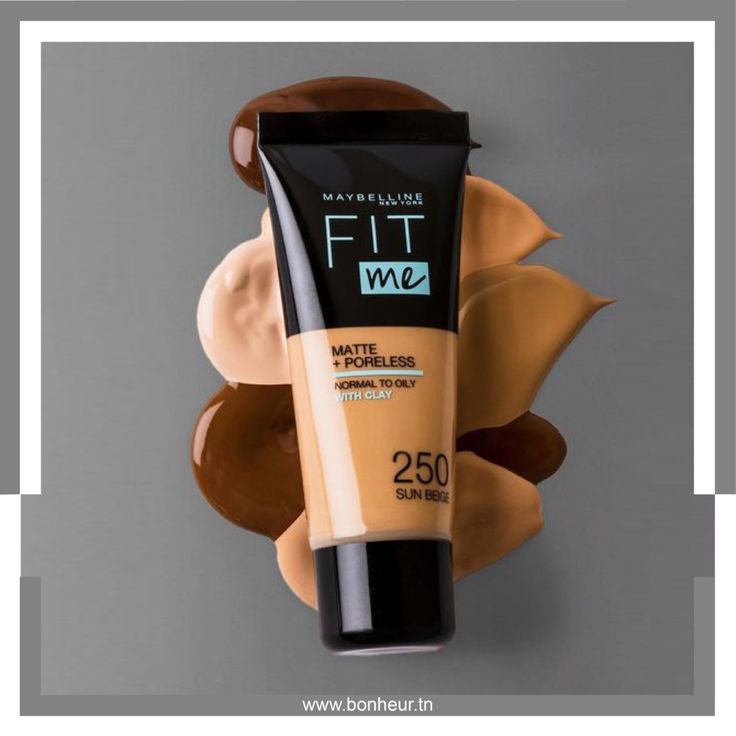 MAYBELLINE
NEW YORK
FIT
me
MATTE
+ PORELESS
NORMAL TO OILY
WITH CLAY
250
SUN BEIGE
www.bonheur.tn